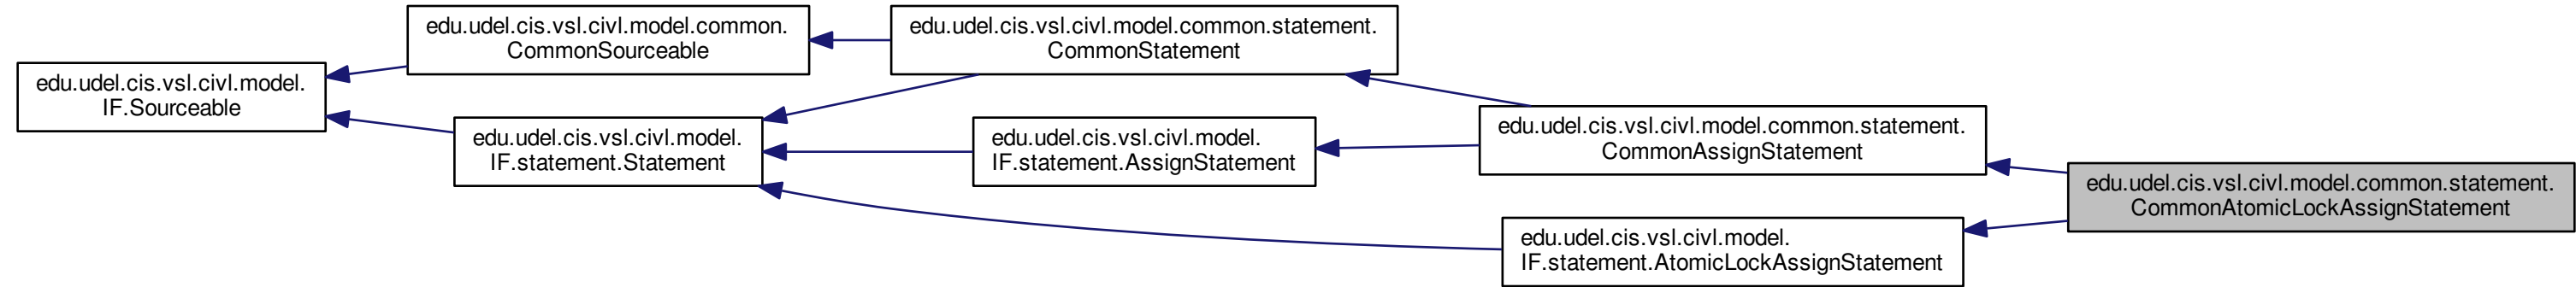 edu.udel.cis.vsl.civl.model.
IF.Sourceable
edu.udel.cis.vsl.civl.model.common.
CommonSourceable
edu.udel.cis.vsl.civl.model.
IF.statement.Statement
edu.udel.cis.vsl.civl.model.common.statement.
CommonStatement
edu.udel.cis.vsl.civl.model.
IF.statement.AssignStatement
edu.udel.cis.vsl.civl.model.common.statement.
CommonAssignStatement
edu.udel.cis.vsl.civl.model.
IF.statement.AtomicLockAssignStatement
edu.udel.cis.vsl.civl.model.common.statement.
CommonAtomicLockAssignStatement